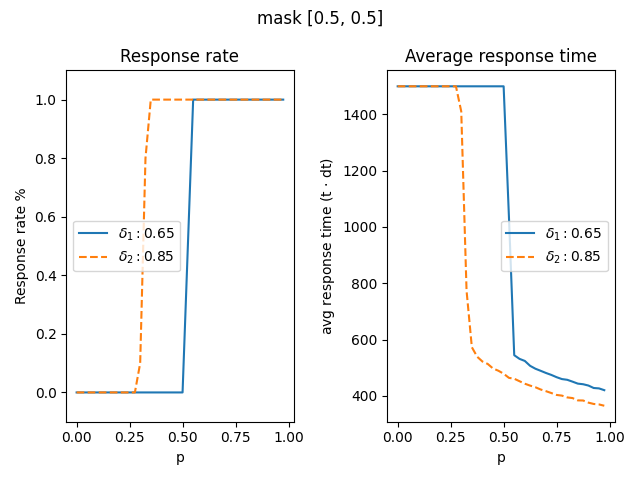 mask [0.5, 0.5]
Response rate
Response rate %
1.0
0.8
0.6
0.4
0.2
0.0
δ₁ : 0.65
δ₂ : 0.85
0.00 0.25 0.50 0.75 1.00
p
Average response time
avg response time (t · dt)
1400
1200
1000
800
600
400
δ₁ : 0.65
δ₂ : 0.85
0.00 0.25 0.50 0.75 1.00
p